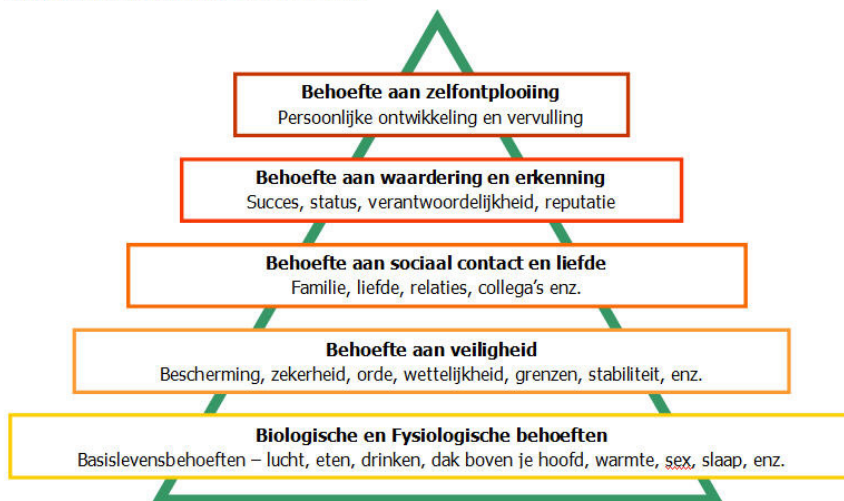 Behoefte aan zelfontplooiing
Persoonlijke ontwikkeling en vervulling
Behoefte aan waardering en erkenning
Succes, status, verantwoordelijkheid, reputatie
Behoefte aan sociaal contact en liefde
Familie, liefde, relaties, collega’s enz.
Behoefte aan veiligheid
Bescherming, zekerheid, orde, wettelijkheid, grenzen, stabiliteit, enz.
Biologische en Fysiologische behoeften
Basislevensbehoeften – lucht, eten, drinken, dak boven je hoofd, warmte, sex, slaap, enz.